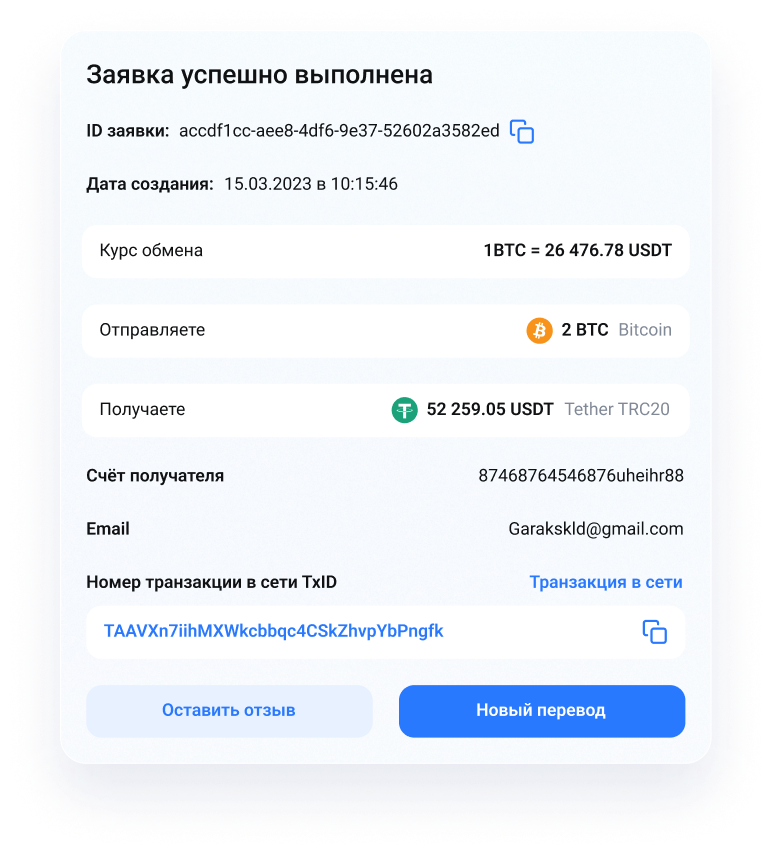 Заявка успешно выполнена
ID заявки: accdf1cc-aee8-4df6-9e37-52602a3582ed
Дата создания: 15.03.2023 в 10:15:46
Курс обмена 1BTC = 26 476.78 USDT
Отправляете 2 BTC Bitcoin
Получаете 52 259.05 USDT Tether TRC20
Счёт получателя 87468764546876uheihr88
Email Garakskld@gmail.com
Номер транзакции в сети TxID Транзакция в сети
TAAVXn7iihMXWkcbbqc4CSkZhvpYbPngfk
Оставить отзыв Новый перевод